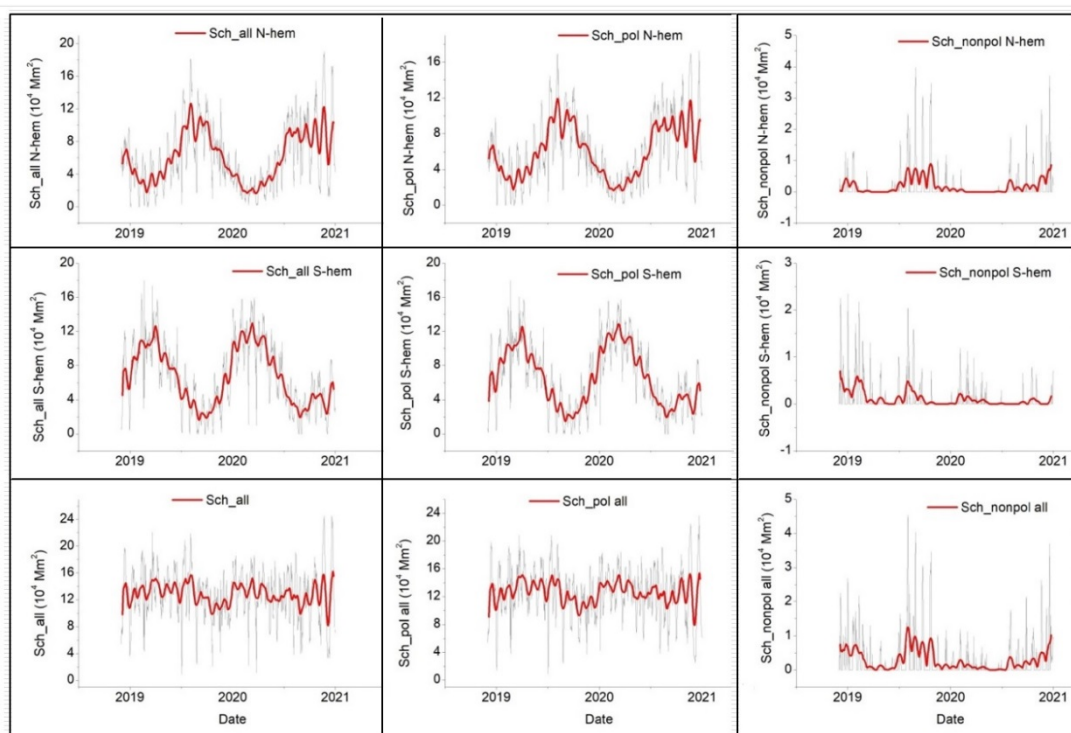 Sch_all N-hem
Sch_all N-hem (10⁴ Mm²)
20
16
12
8
4
0
2019 2020 2021
Sch_pol N-hem
Sch_pol N-hem (10⁴ Mm²)
16
12
8
4
0
2019 2020 2021
Sch_nonpol N-hem
Sch_nonpol N-hem (10⁴ Mm²)
5
4
3
2
1
0
-1
2019 2020 2021
Sch_all S-hem
Sch_all S-hem (10⁴ Mm²)
20
16
12
8
4
0
2019 2020 2021
Sch_pol S-hem
Sch_pol S-hem (10⁴ Mm²)
20
16
12
8
4
0
2019 2020 2021
Sch_nonpol S-hem
Sch_nonpol S-hem (10⁴ Mm²)
3
2
1
0
-1
2019 2020 2021
Sch_all
Sch_all (10⁴ Mm²)
24
20
16
12
8
4
0
2019 2020 2021
Date
Sch_pol all
Sch_pol all (10⁴ Mm²)
24
20
16
12
8
4
0
2019 2020 2021
Date
Sch_nonpol all
Sch_nonpol all (10⁴ Mm²)
5
4
3
2
1
0
2019 2020 2021
Date